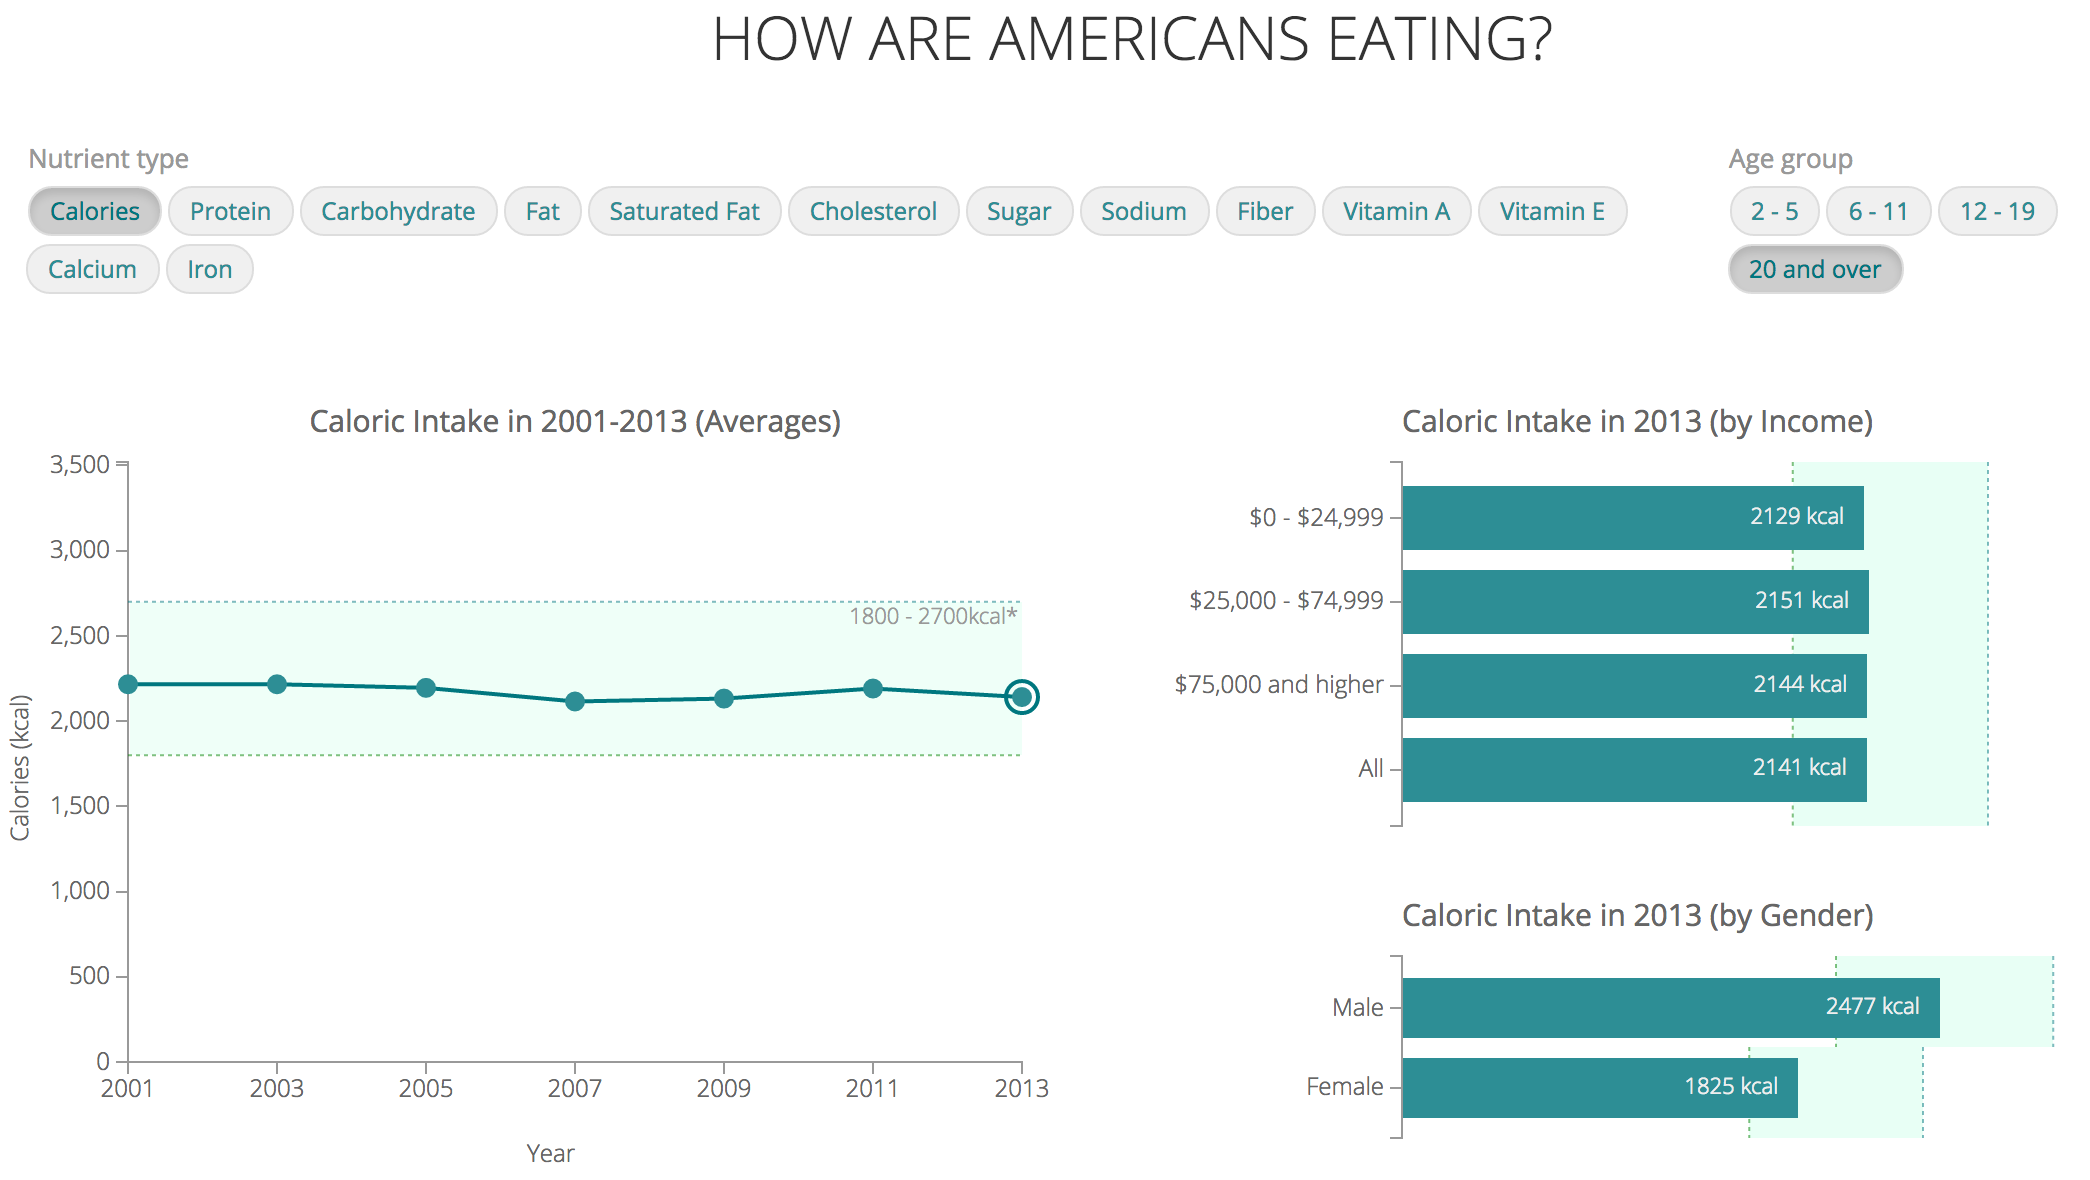 HOW ARE AMERICANS EATING?
Nutrient type
Calories Protein Carbohydrate Fat Saturated Fat Cholesterol Sugar Sodium Fiber Vitamin A Vitamin E
Calcium Iron
Age group
2 - 5 6 - 11 12 - 19
20 and over
Caloric Intake in 2001-2013 (Averages)
3,500
3,000
2,500
2,000
1,500
1,000
500
0
Calories (kcal)
1800 - 2700kcal*
2001 2003 2005 2007 2009 2011 2013
Year
Caloric Intake in 2013 (by Income)
$0 - $24,999 2129 kcal
$25,000 - $74,999 2151 kcal
$75,000 and higher 2144 kcal
All 2141 kcal
Caloric Intake in 2013 (by Gender)
Male 2477 kcal
Female 1825 kcal